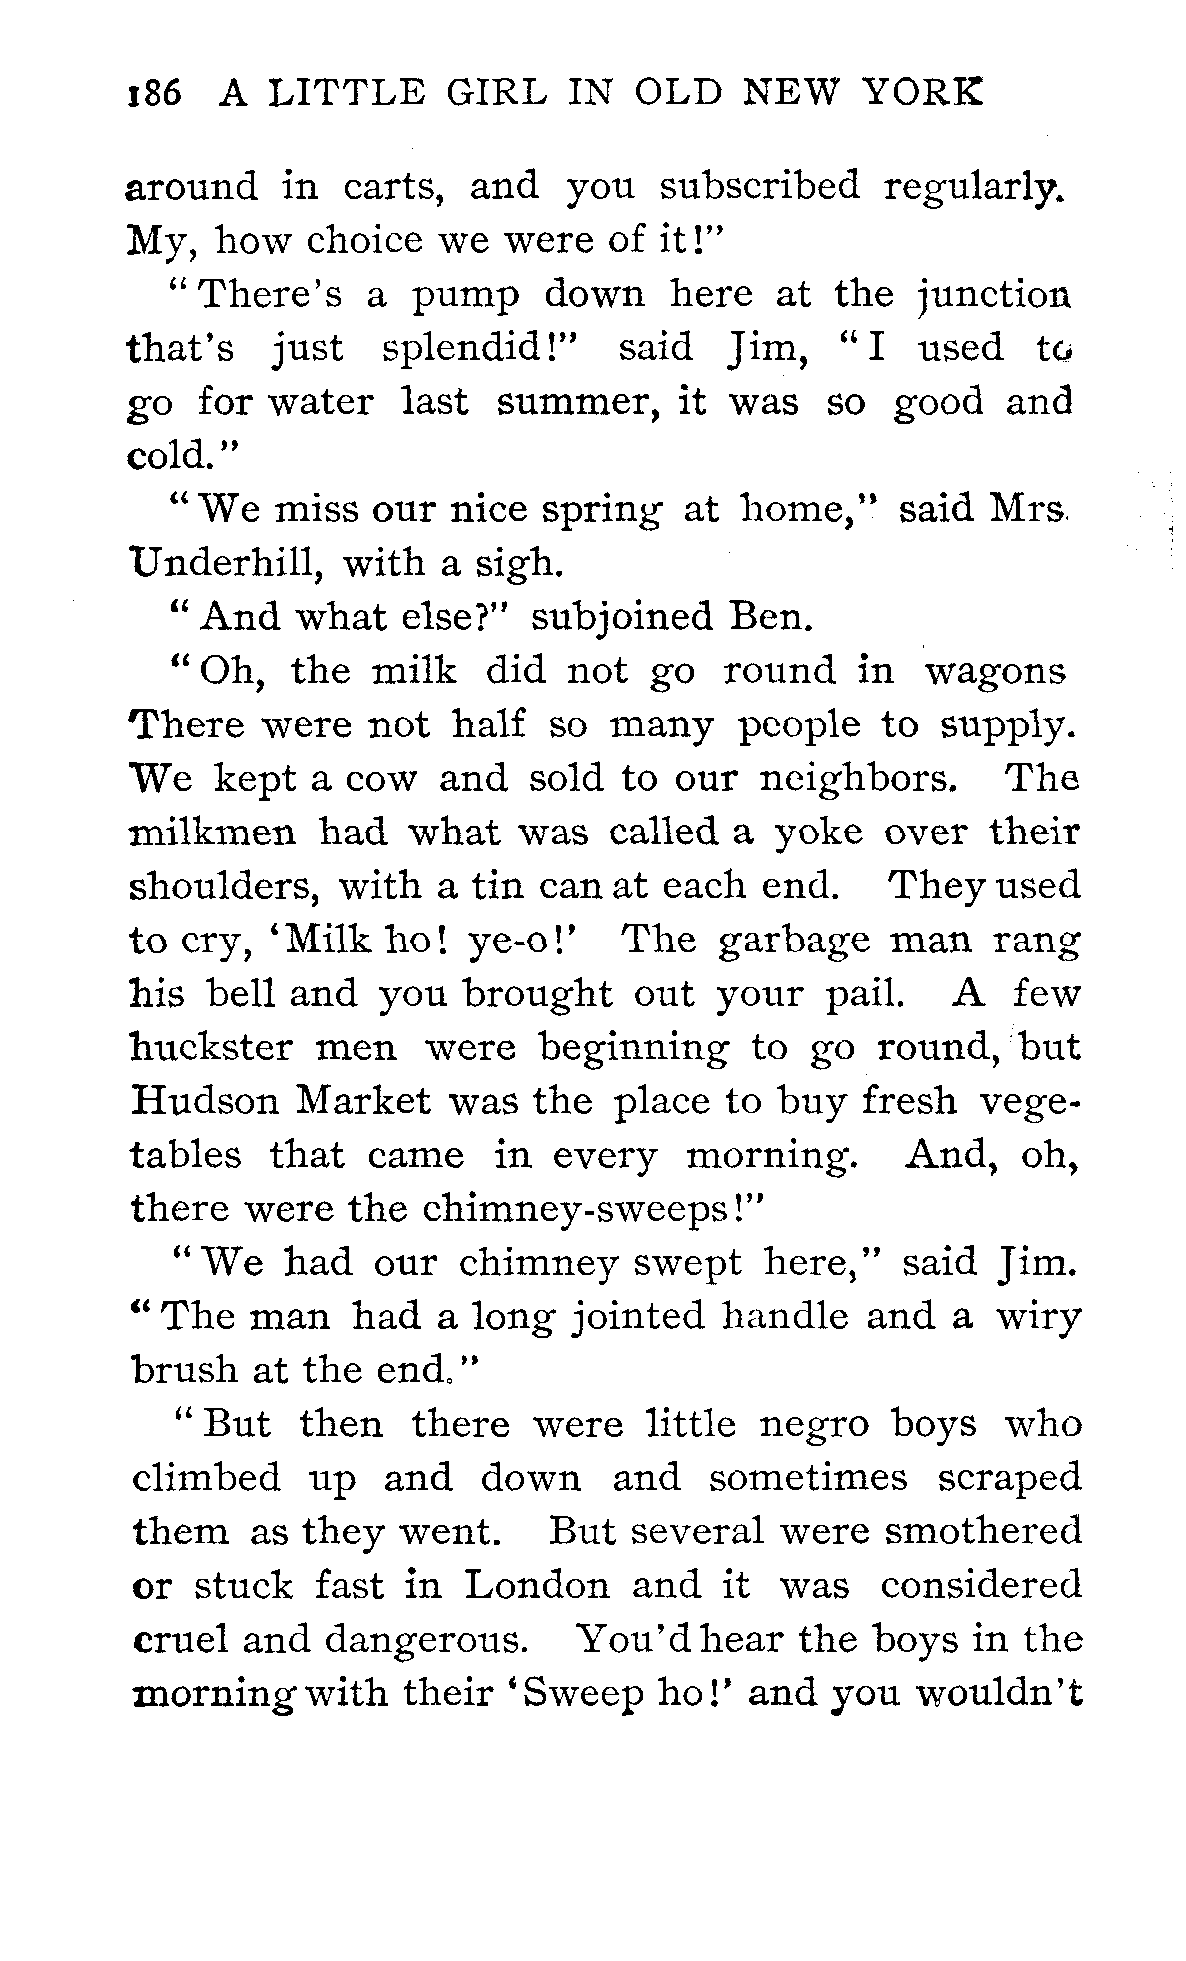 186 A LITTLE GIRL IN OLD NEW YORK
around in carts, and you subscribed regularly.
My, how choice we were of it!"
"There's a pump down here at the junction
that's just splendid!" said Jim, "I used to
go for water last summer, it was so good and
cold."
"We miss our nice spring at home," said Mrs.
Underhill, with a sigh.
"And what else?" subjoined Ben.
"Oh, the milk did not go round in wagons
There were not half so many people to supply.
We kept a cow and sold to our neighbors. The
milkmen had what was called a yoke over their
shoulders, with a tin can at each end. They used
to cry, 'Milk ho! ye-o!' The garbage man rang
his bell and you brought out your pail. A few
huckster men were beginning to go round, but
Hudson Market was the place to buy fresh vege-
tables that came in every morning. And, oh,
there were the chimney-sweeps!"
"We had our chimney swept here," said Jim.
"The man had a long jointed handle and a wiry
brush at the end."
"But then there were little negro boys who
climbed up and down and sometimes scraped
them as they went. But several were smothered
or stuck fast in London and it was considered
cruel and dangerous. You'd hear the boys in the
morning with their 'Sweep ho!' and you wouldn't